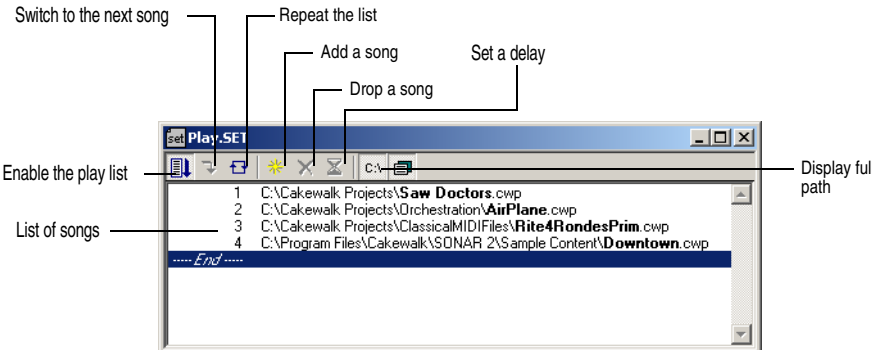 Switch to the next song
Repeat the list
Add a song
Set a delay
Drop a song
set Play.SET
Enable the play list
C:\
Display ful
path
List of songs
1 C:\Cakewalk Projects\Saw Doctors.cwp
2 C:\Cakewalk Projects\Orchestration\AirPlane.cwp
3 C:\Cakewalk Projects\ClassicalMIDIFiles\Rite4RondesPrim.cwp
4 C:\Program Files\Cakewalk\SONAR 2\Sample Content\Downtown.cwp
----- End -----